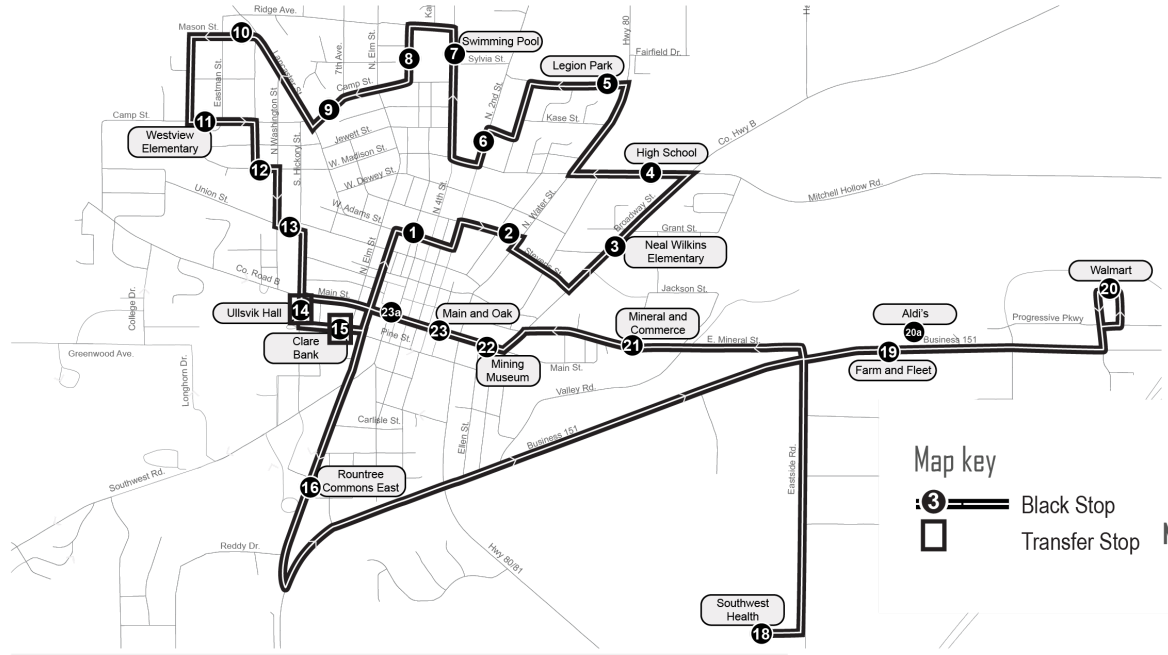 Ridge Ave.
Mason St.
10
Lancaster St.
7th Ave.
N. Elm St.
Ka
8
7
Swimming Pool
Sylvia St.
Hwy 80
Fairfield Dr.
Ha
Legion Park
5
N. 2nd St.
Eastman St.
Camp St.
9
Camp St.
11
Westview
Elementary
N. Washington St.
S. Hickory St.
Jewett St.
W. Madison St.
W. Dewey St.
6
Kase St.
High School
4
Co. Hwy B
Mitchell Hollow Rd.
12
Union St.
W. Adams St.
N. 4th St.
N. Water St.
Broadway St.
13
1
2
3
Grant St.
Neal Wilkins
Elementary
Stevens St.
N. Elm St.
Co. Road B
College Dr.
Main St.
Jackson St.
Ullsvik Hall
14
15
Clare
Bank
23a
Pine St.
23
Main and Oak
22
Mining
Museum
Mineral and
Commerce
21
Main St.
E. Mineral St.
Valley Rd.
Walmart
20
Aldi's
20a
Progressive Pkwy
Business 151
19
Farm and Fleet
Greenwood Ave.
Longhorn Dr.
Carlisle St.
Ellen St.
Business 151
Eastside Rd.
Southwest Rd.
16
Rountree
Commons East
Reddy Dr.
Hwy 80/81
Southwest
Health
18
Map key
3
Black Stop
Transfer Stop
N